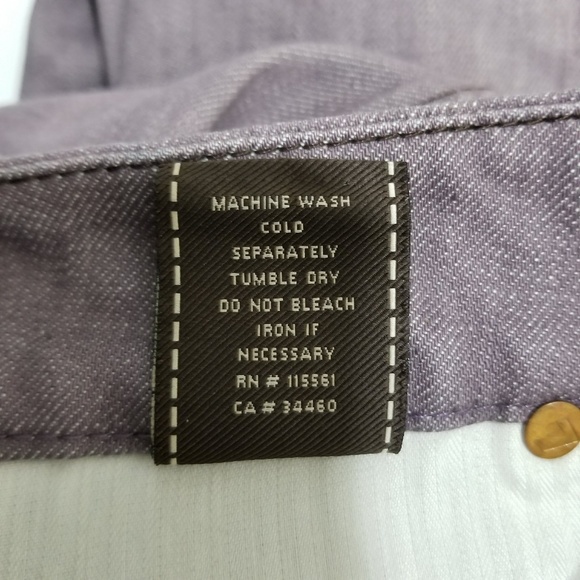 MACHINE WASH
COLD
SEPARATELY
TUMBLE DRY
DO NOT BLEACH
IRON IF
NECESSARY
RN # 115561
CA # 34460